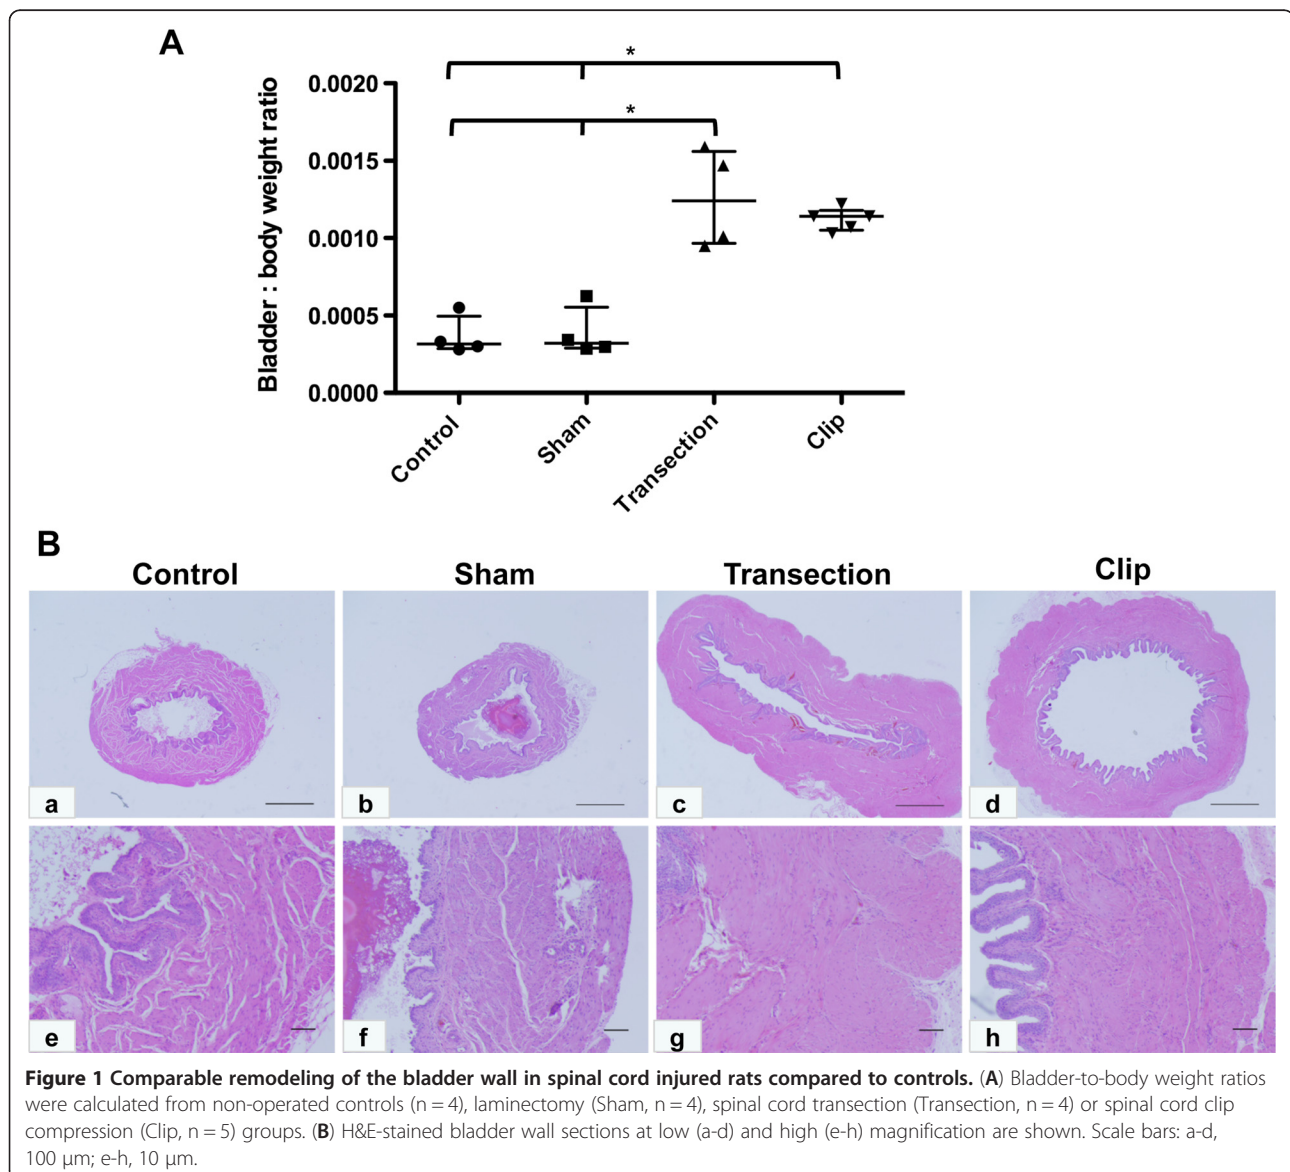 A
*
*
0.0020
0.0015
0.0010
0.0005
0.0000
Bladder : body weight ratio
Control
Sham
Transection
Clip
B
Control Sham Transection Clip
a b c d
e f g h
Figure 1 Comparable remodeling of the bladder wall in spinal cord injured rats compared to controls. (A) Bladder-to-body weight ratios
were calculated from non-operated controls (n = 4), laminectomy (Sham, n = 4), spinal cord transection (Transection, n = 4) or spinal cord clip
compression (Clip, n = 5) groups. (B) H&E-stained bladder wall sections at low (a-d) and high (e-h) magnification are shown. Scale bars: a-d,
100 μm; e-h, 10 μm.